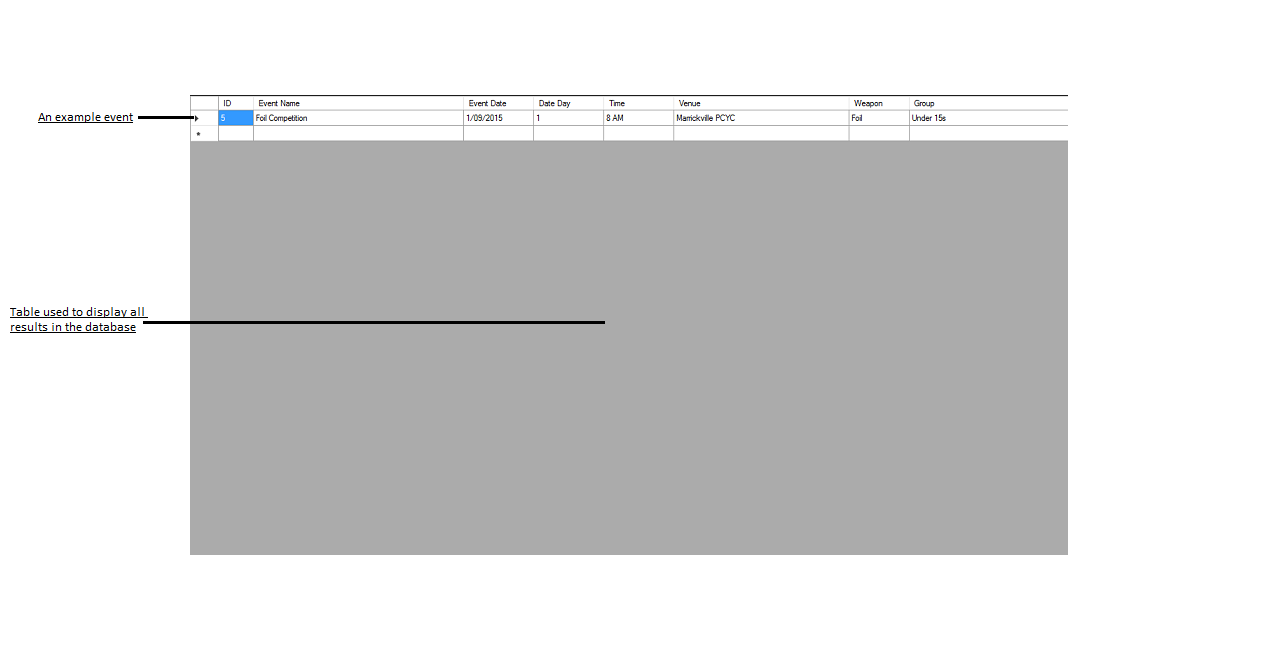 ID Event Name Event Date Date Day Time Venue Weapon Group
An example event
5 Foil Competition 1/09/2015 1 8 AM Marrickville PCYC Foil Under 15s
*
Table used to display all
results in the database